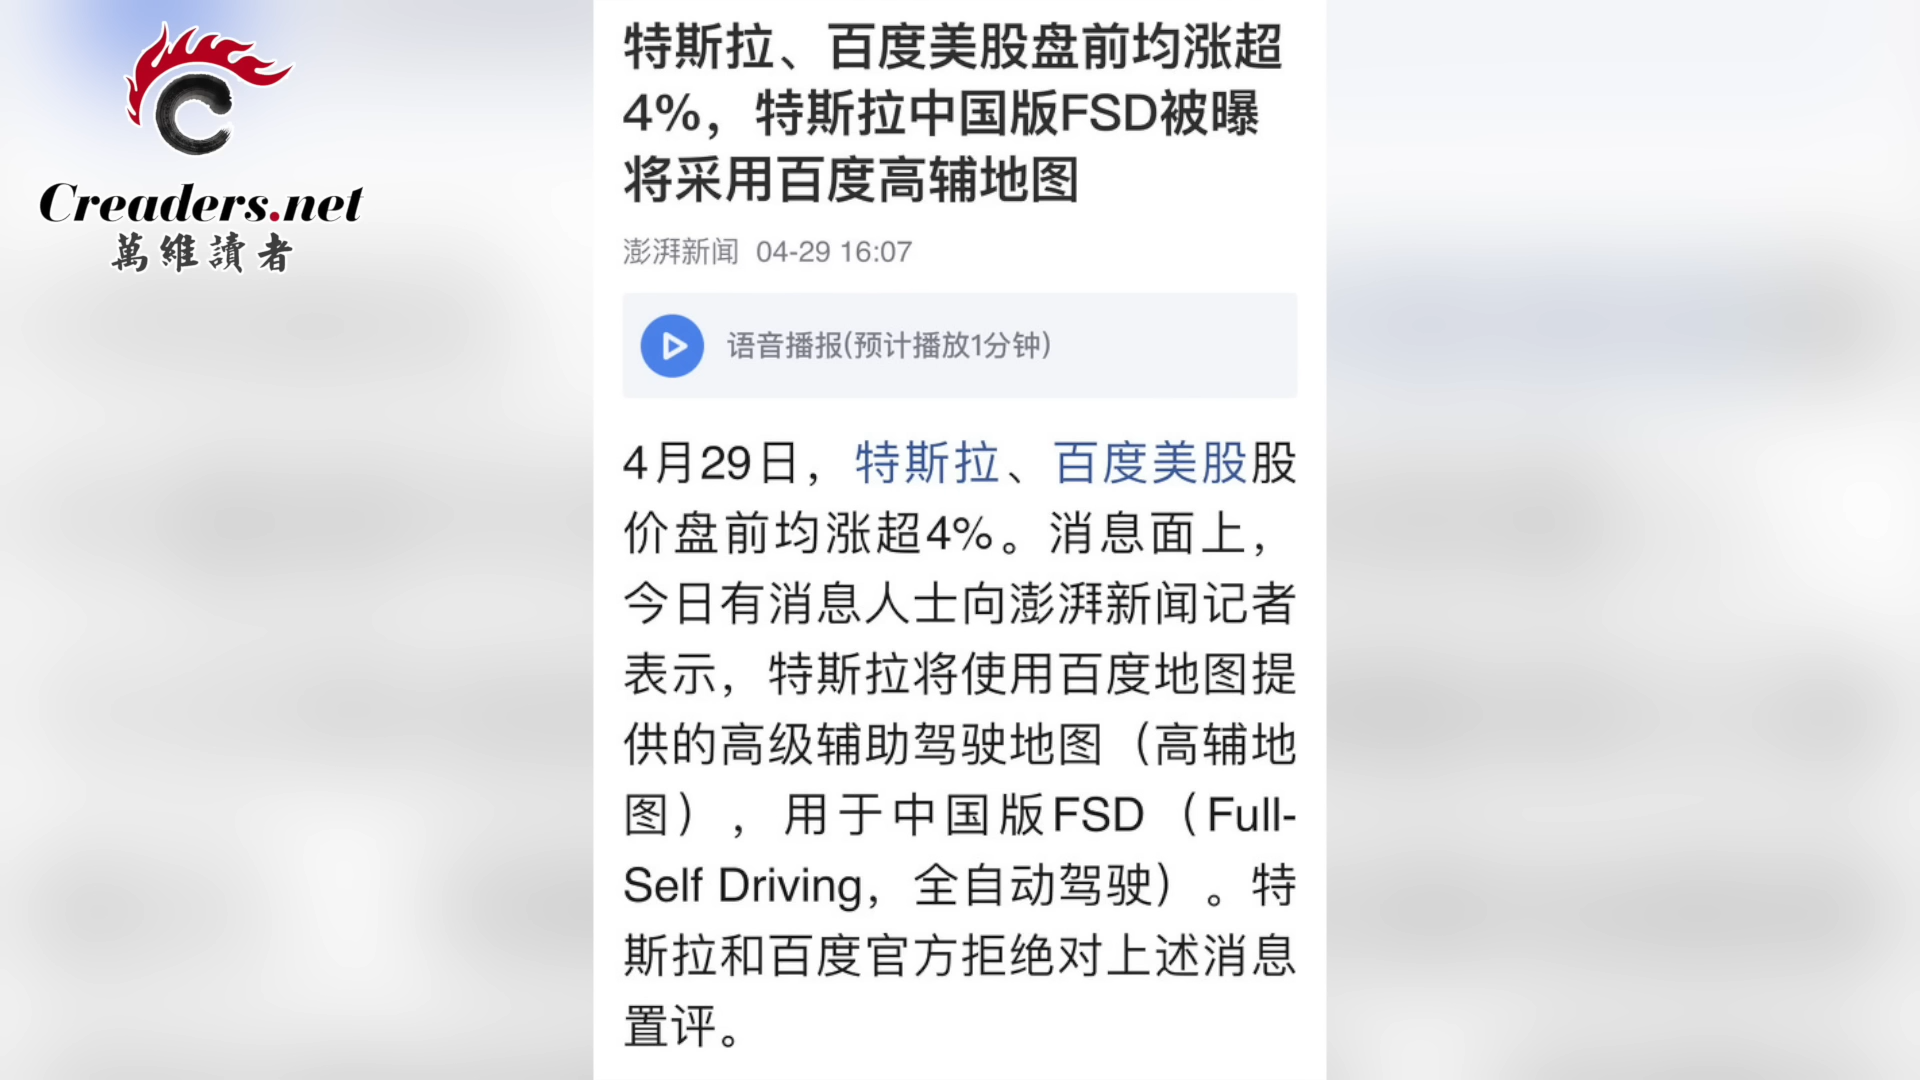 Creaders.net
萬維讀者
特斯拉、百度美股盘前均涨超
4%，特斯拉中国版FSD被曝
将采用百度高辅地图
澎湃新闻 04-29 16:07
语音播报(预计播放1分钟)
4月29日，特斯拉、百度美股股
价盘前均涨超4%。消息面上，
今日有消息人士向澎湃新闻记者
表示，特斯拉将使用百度地图提
供的高级辅助驾驶地图（高辅地
图），用于中国版FSD（Full-
Self Driving，全自动驾驶）。特
斯拉和百度官方拒绝对上述消息
置评。